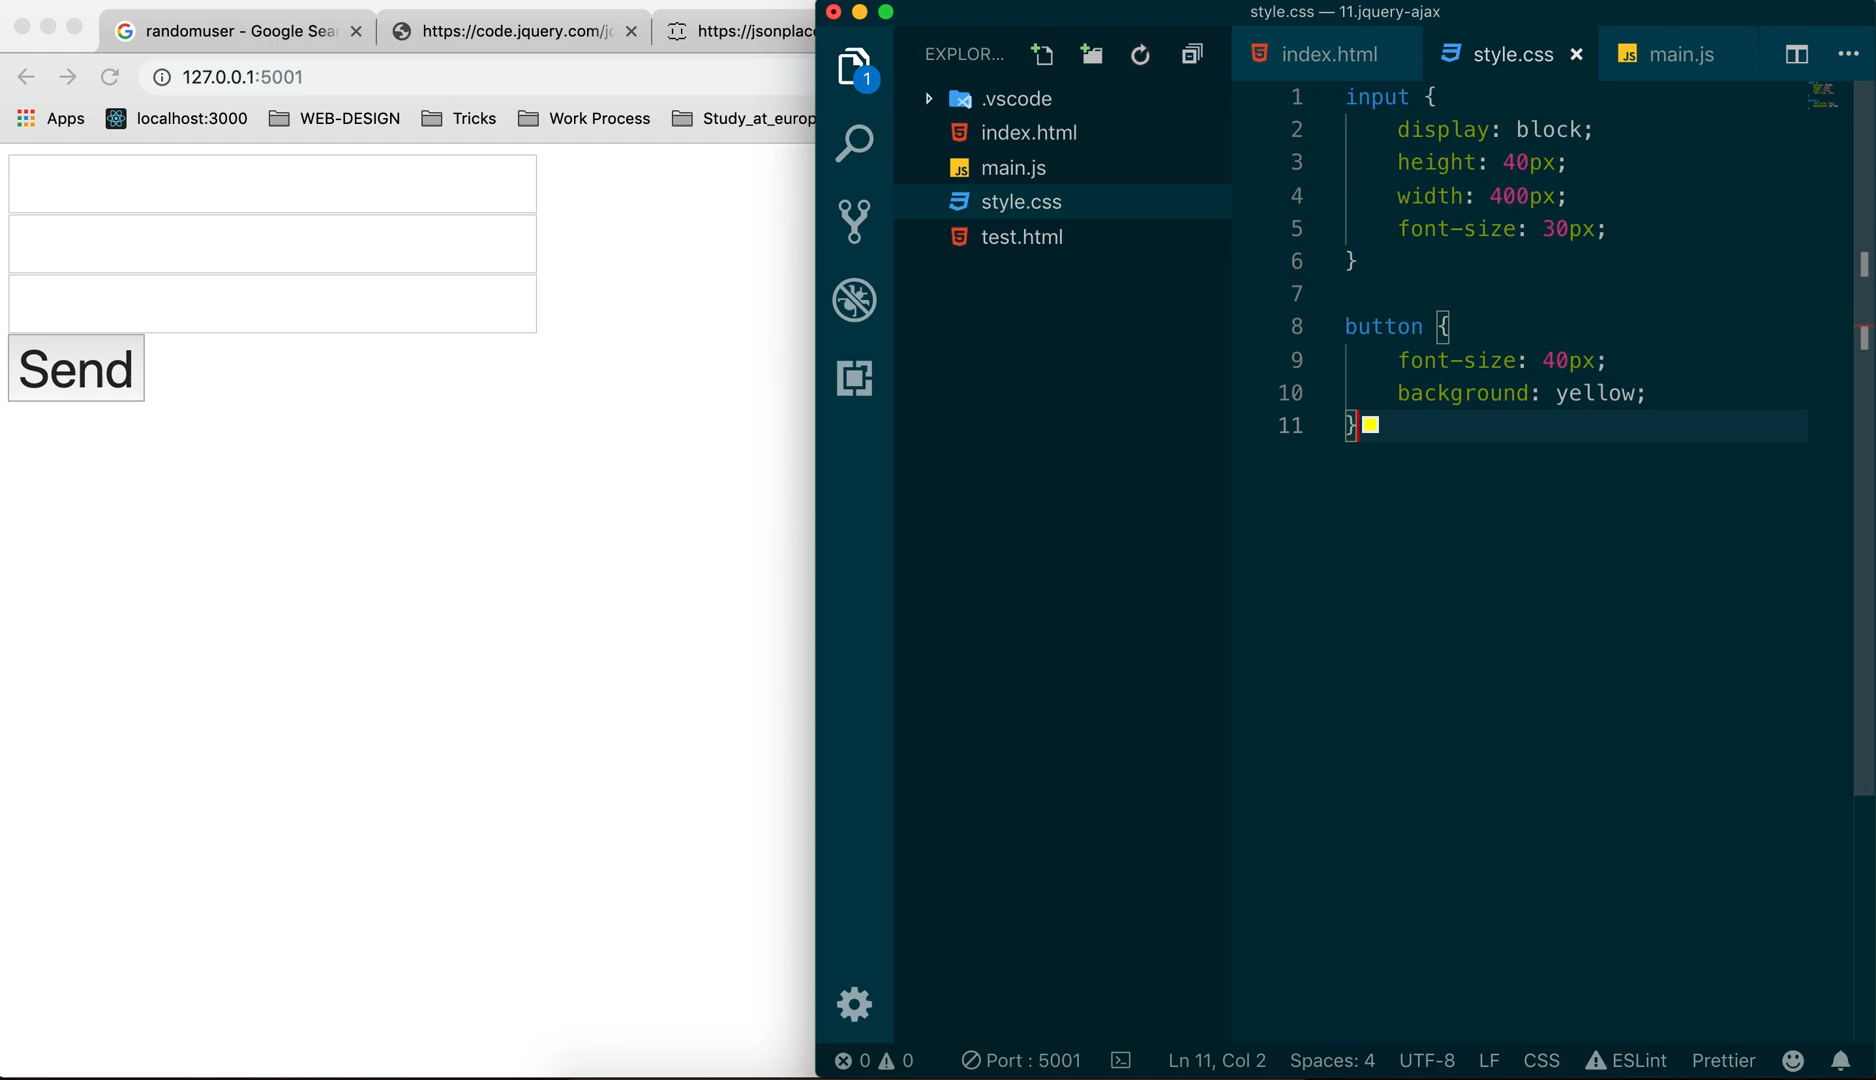 randomuser - Google Sea
https://code.jquery.com/jc
https://jsonplac
127.0.0.1:5001
Apps
localhost:3000
WEB-DESIGN
Tricks
Work Process
Study_at_europ
Send
style.css — 11.jquery-ajax
EXPLOR...
1
.vscode
index.html
main.js
style.css
test.html
index.html
style.css
main.js
1 input {
2 display: block;
3 height: 40px;
4 width: 400px;
5 font-size: 30px;
6 }
7
8 button {
9 font-size: 40px;
10 background: yellow;
11 }
0 0
Port : 5001
Ln 11, Col 2
Spaces: 4
UTF-8
LF
CSS
ESLint
Prettier